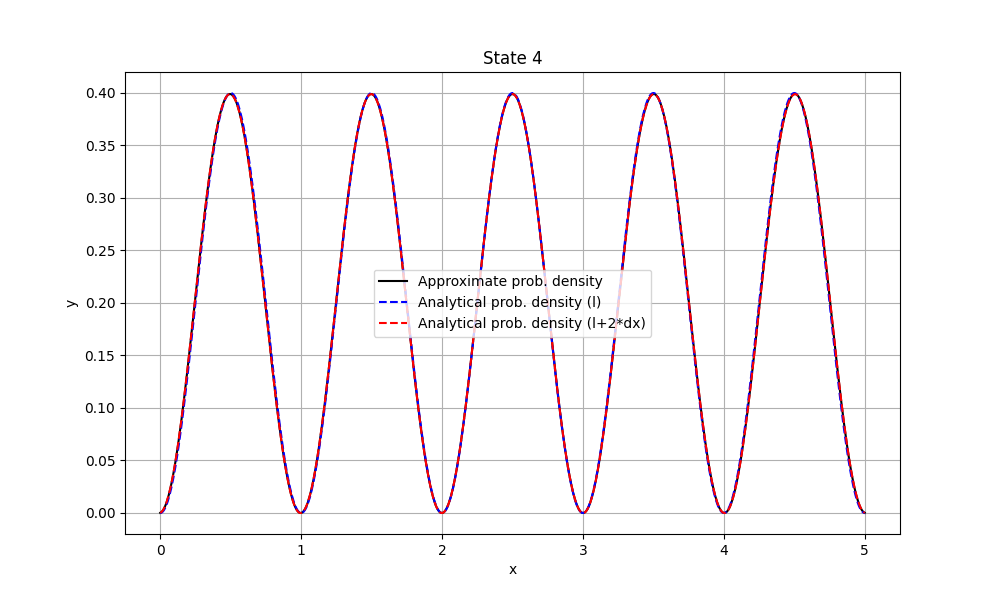 State 4
y
0.40
0.35
0.30
0.25
0.20
0.15
0.10
0.05
0.00
Approximate prob. density
Analytical prob. density (l)
Analytical prob. density (l+2*dx)
0 1 2 3 4 5
x